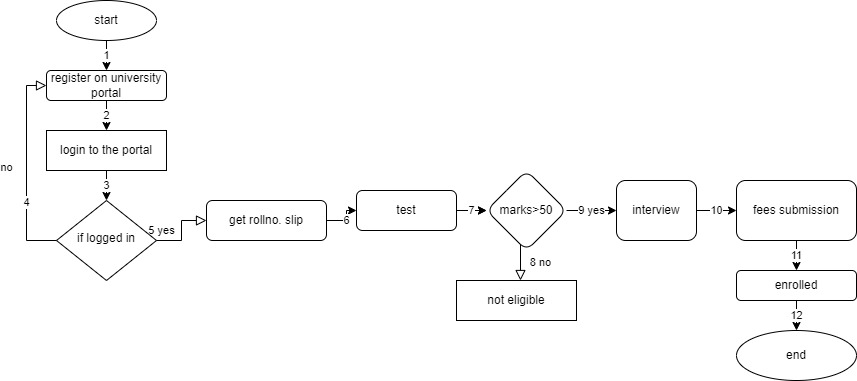 start
1
register on university
portal
2
login to the portal
no
3
4
if logged in
5 yes
get rollno. slip
6
test
7
marks>50
8 no
not eligible
9 yes
interview
10
fees submission
11
enrolled
12
end